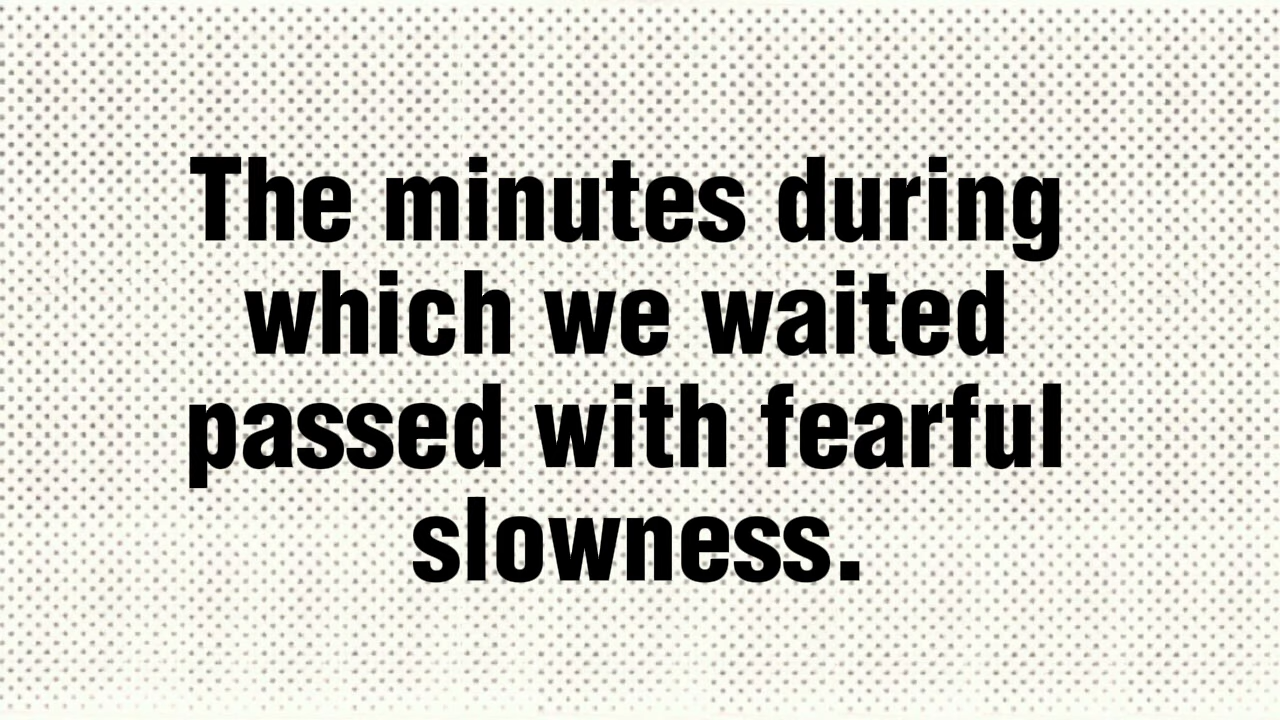 The minutes during
which we waited
passed with fearful
slowness.